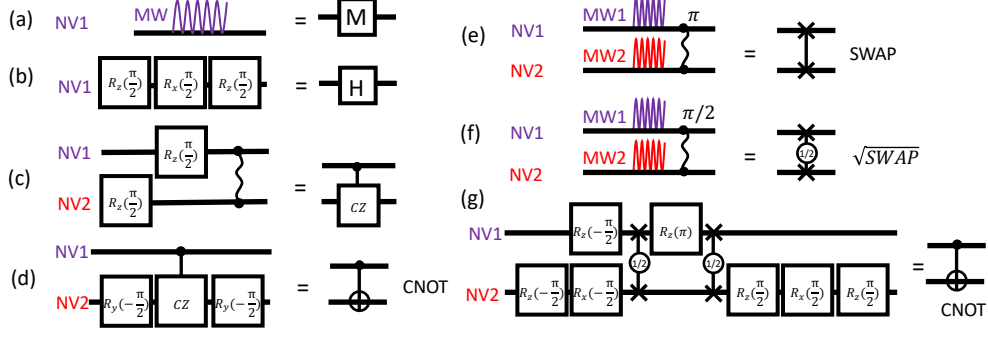 (a)
NV1
MW
=
M
(b)
NV1
R_z(π/2)
R_x(π/2)
R_z(π/2)
=
H
(c)
NV1
R_z(π/2)
NV2
R_z(π/2)
=
CZ
(d)
NV1
NV2
R_y(−π/2)
CZ
R_y(−π/2)
=
CNOT
(e)
NV1
MW1
π
NV2
MW2
=
SWAP
(f)
NV1
MW1
π/2
NV2
MW2
=
1/2
√SWAP
(g)
NV1
R_z(−π/2)
R_z(π)
1/2
1/2
NV2
R_z(−π/2)
R_x(−π/2)
R_z(π/2)
R_x(π/2)
R_z(π/2)
=
CNOT